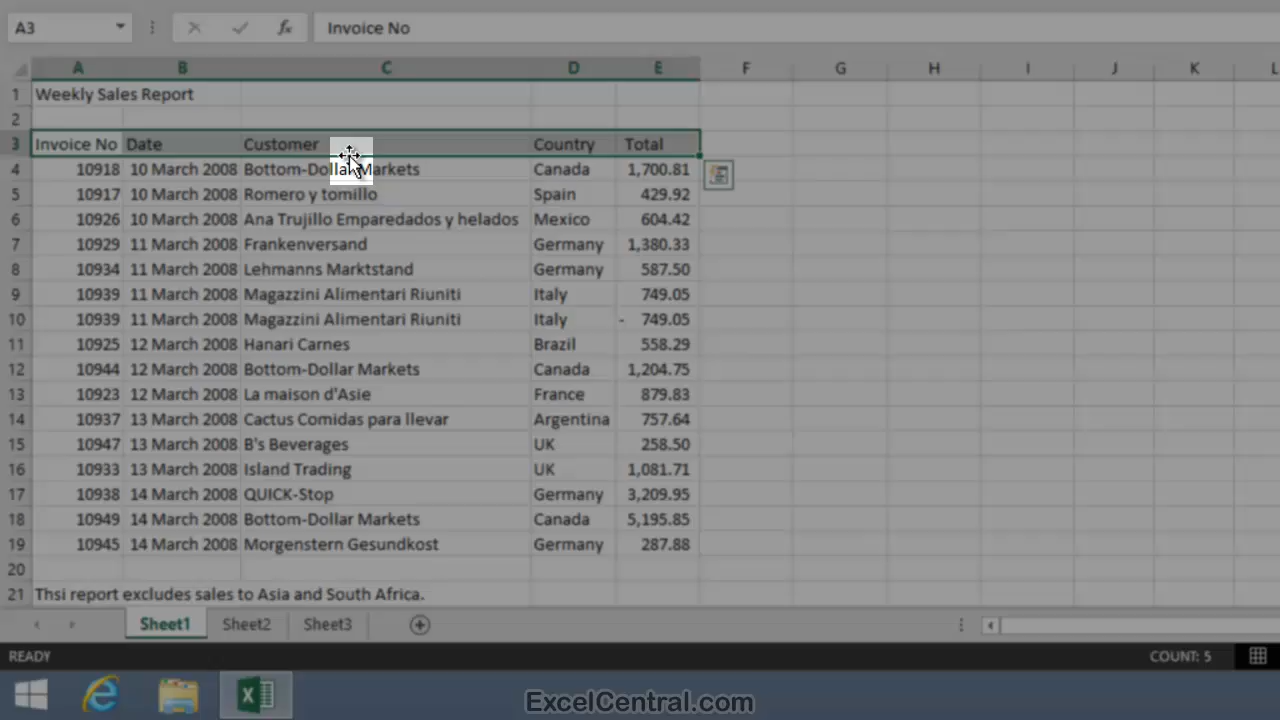 A3 fx Invoice No
A B C D E F G H I J K L
1 Weekly Sales Report
2
3 Invoice No Date Customer Country Total
4 10918 10 March 2008 Bottom-Dollar Markets Canada 1,700.81
5 10917 10 March 2008 Romero y tomillo Spain 429.92
6 10926 10 March 2008 Ana Trujillo Emparedados y helados Mexico 604.42
7 10929 11 March 2008 Frankenversand Germany 1,380.33
8 10934 11 March 2008 Lehmanns Marktstand Germany 587.50
9 10939 11 March 2008 Magazzini Alimentari Riuniti Italy 749.05
10 10939 11 March 2008 Magazzini Alimentari Riuniti Italy - 749.05
11 10925 12 March 2008 Hanari Carnes Brazil 558.29
12 10944 12 March 2008 Bottom-Dollar Markets Canada 1,204.75
13 10923 12 March 2008 La maison d'Asie France 879.83
14 10937 13 March 2008 Cactus Comidas para llevar Argentina 757.64
15 10947 13 March 2008 B's Beverages UK 258.50
16 10933 13 March 2008 Island Trading UK 1,081.71
17 10938 14 March 2008 QUICK-Stop Germany 3,209.95
18 10949 14 March 2008 Bottom-Dollar Markets Canada 5,195.85
19 10945 14 March 2008 Morgenstern Gesundkost Germany 287.88
20
21 Thsi report excludes sales to Asia and South Africa.
Sheet1 Sheet2 Sheet3
READY COUNT: 5
ExcelCentral.com